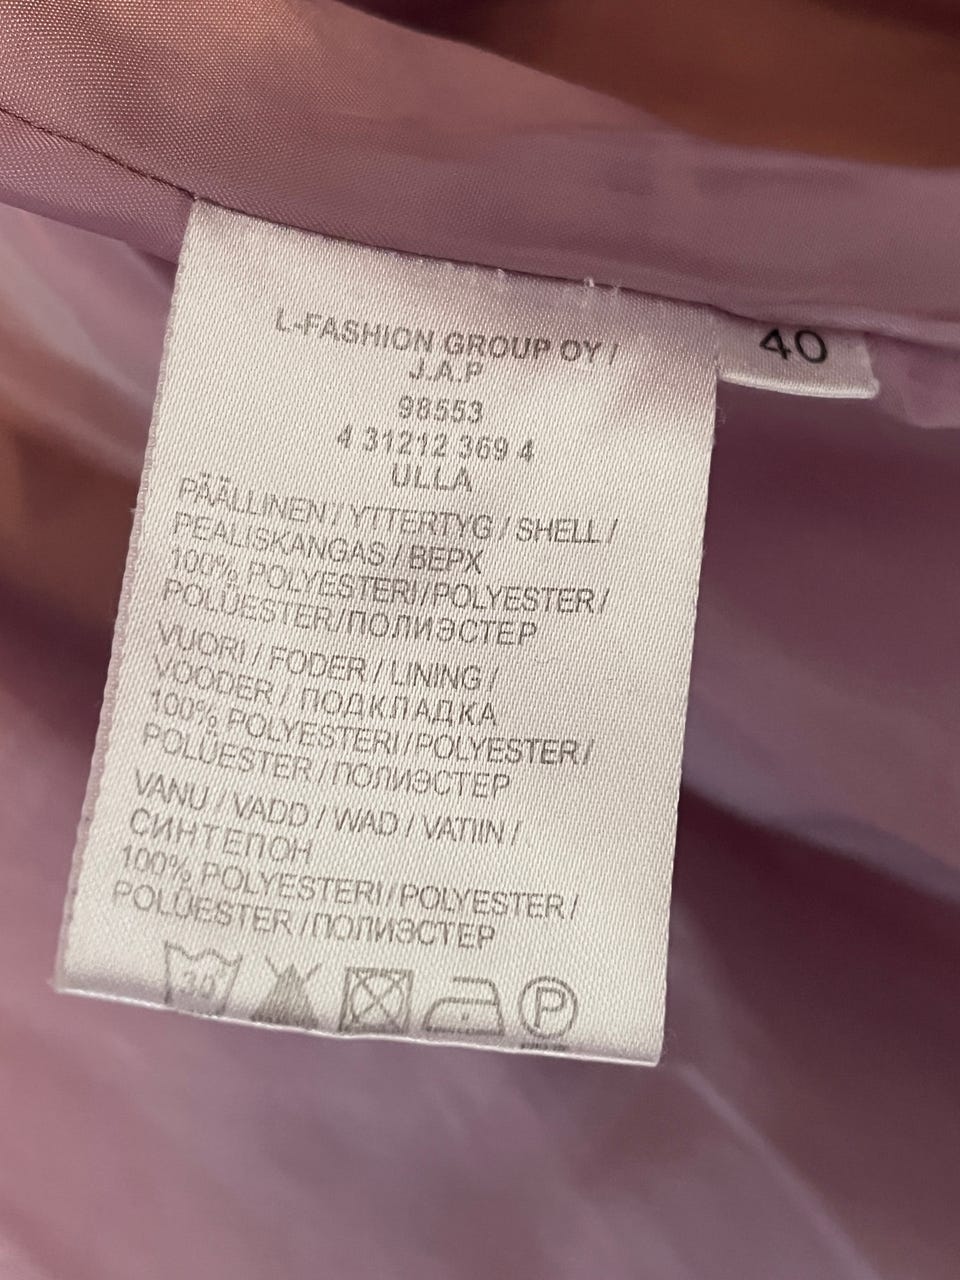 L-FASHION GROUP OY /
J.A.P
98553
4 31212 369 4
ULLA
PÄÄLLINEN / YTTERTYG / SHELL /
PEALISKANGAS / ВЕРХ
100% POLYESTERI/POLYESTER/
POLÜESTER/ПОЛИЭСТЕР
VUORI / FODER / LINING /
VOODER / ПОДКЛАДКА
100% POLYESTERI/POLYESTER/
POLÜESTER/ПОЛИЭСТЕР
VANU / VADD / WAD / VATIIN /
СИНТЕПОН
100% POLYESTERI/POLYESTER/
POLÜESTER/ПОЛИЭСТЕР
30
P
40